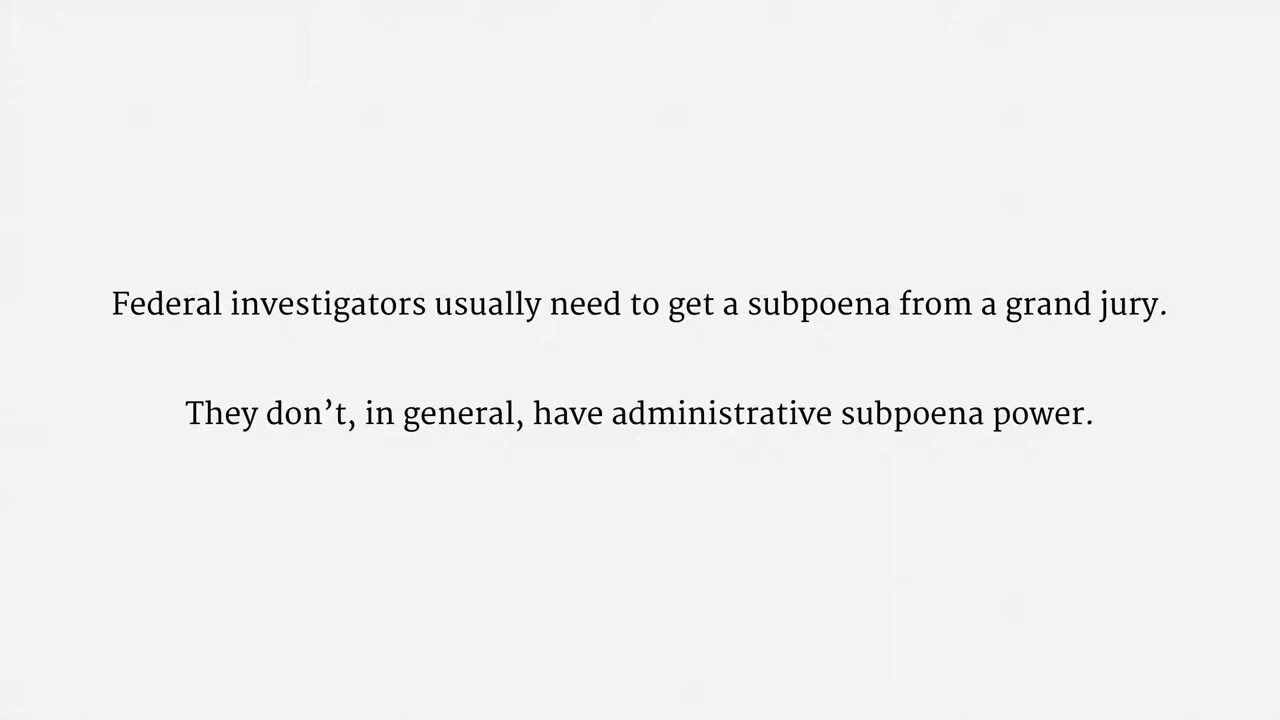 Federal investigators usually need to get a subpoena from a grand jury.
They don’t, in general, have administrative subpoena power.